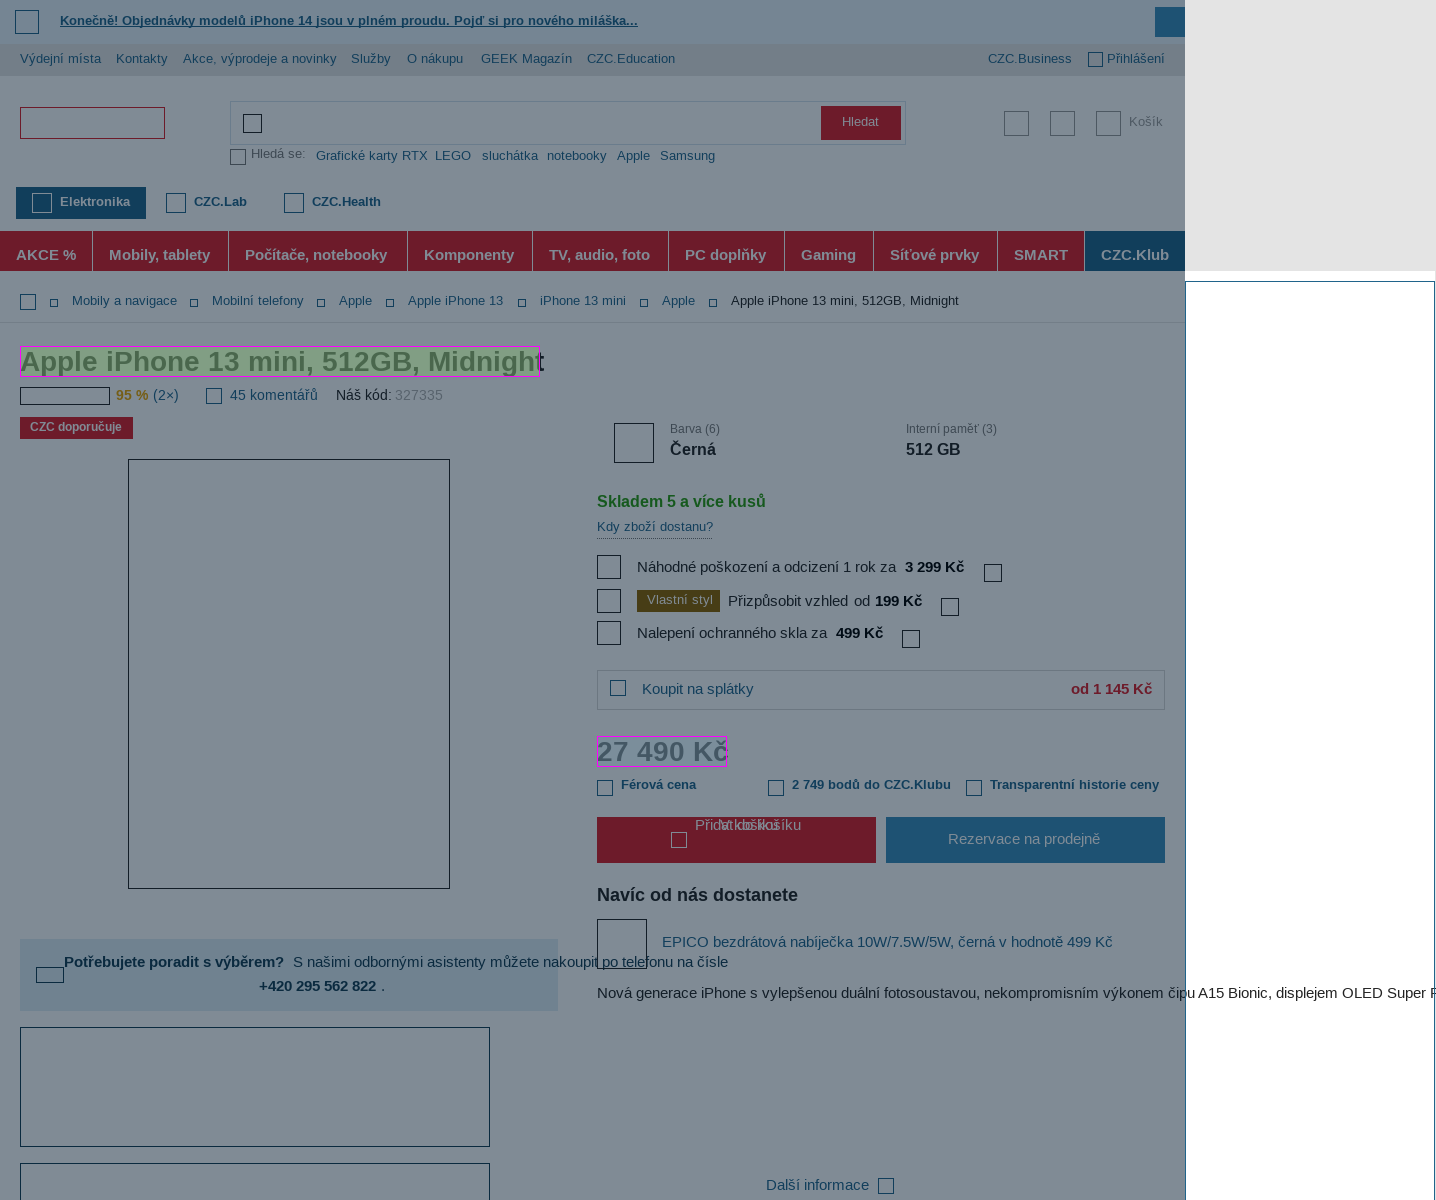 Konečně! Objednávky modelů iPhone 14 jsou v plném proudu. Pojď si pro nového miláška...
Výdejní místa Kontakty Akce, výprodeje a novinky Služby O nákupu GEEK Magazín CZC.Education CZC.Business Přihlášení
Hledat Košík
Hledá se: Grafické karty RTX LEGO sluchátka notebooky Apple Samsung
Elektronika CZC.Lab CZC.Health
AKCE % Mobily, tablety Počítače, notebooky Komponenty TV, audio, foto PC doplňky Gaming Síťové prvky SMART CZC.Klub
Mobily a navigace Mobilní telefony Apple Apple iPhone 13 iPhone 13 mini Apple Apple iPhone 13 mini, 512GB, Midnight
Apple iPhone 13 mini, 512GB, Midnight
95 % (2×) 45 komentářů Náš kód: 327335
CZC doporučuje
Barva (6) Interní paměť (3)
Černá 512 GB
Skladem 5 a více kusů
Kdy zboží dostanu?
Náhodné poškození a odcizení 1 rok za 3 299 Kč
Vlastní styl Přizpůsobit vzhled od 199 Kč
Nalepení ochranného skla za 499 Kč
Koupit na splátky od 1 145 Kč
27 490 Kč
Férová cena 2 749 bodů do CZC.Klubu Transparentní historie ceny
Přidat do košíku
V košíku
Rezervace na prodejně
Navíc od nás dostanete
EPICO bezdrátová nabíječka 10W/7.5W/5W, černá v hodnotě 499 Kč
Potřebujete poradit s výběrem? S našimi odbornými asistenty můžete nakoupit po telefonu na čísle
+420 295 562 822 .
Nová generace iPhone s vylepšenou duální fotosoustavou, nekompromisním výkonem čipu A15 Bionic, displejem OLED Super
Další informace